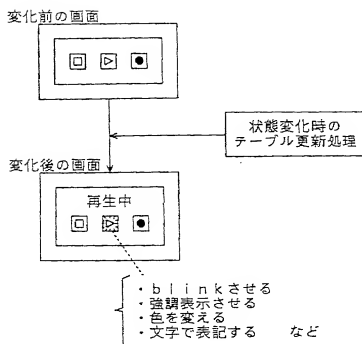 変化前の画面
状態変化時の
テーブル更新処理
変化後の画面
再生中
・blinkさせる
・強調表示させる
・色を変える
・文字で表記する　など